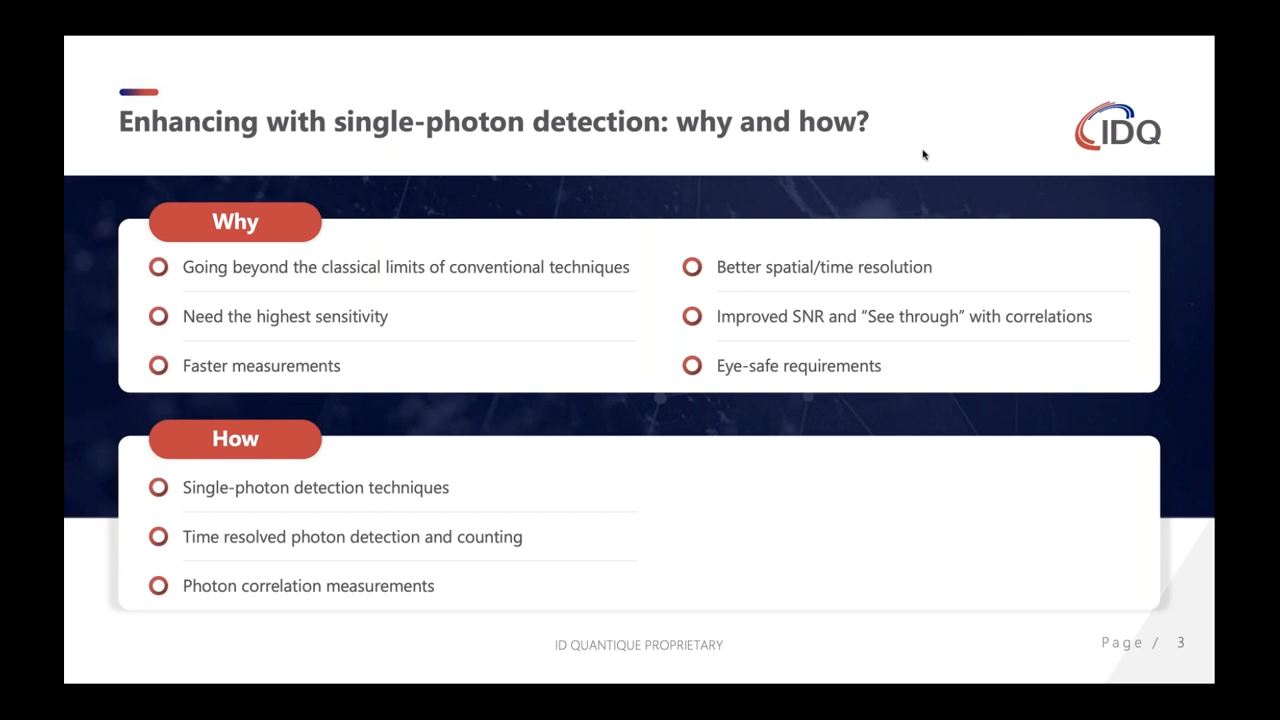 Enhancing with single-photon detection: why and how?
IDQ
Why
Going beyond the classical limits of conventional techniques
Need the highest sensitivity
Faster measurements
Better spatial/time resolution
Improved SNR and “See through” with correlations
Eye-safe requirements
How
Single-photon detection techniques
Time resolved photon detection and counting
Photon correlation measurements
ID QUANTIQUE PROPRIETARY
Page / 3